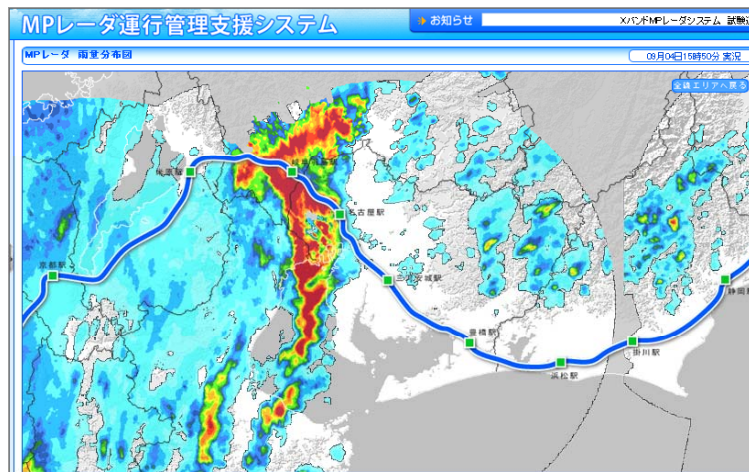 MPレーダ運行管理支援システム
お知らせ
XバンドMPレーダシステム 試験運
MPレーダ 雨量分布図
09月04日15時50分 実況
全線エリアへ戻る
米原駅
岐阜羽島駅
名古屋駅
京都駅
三河安城駅
静岡駅
豊橋駅
掛川駅
浜松駅